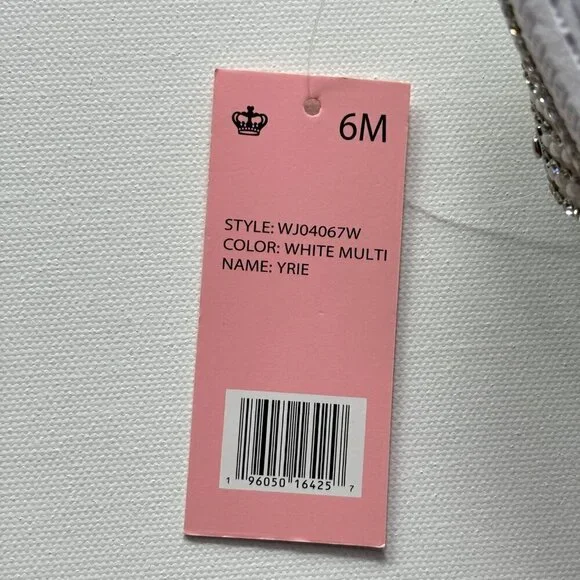 6M
STYLE: WJ04067W
COLOR: WHITE MULTI
NAME: YRIE
1 96050 16425 7